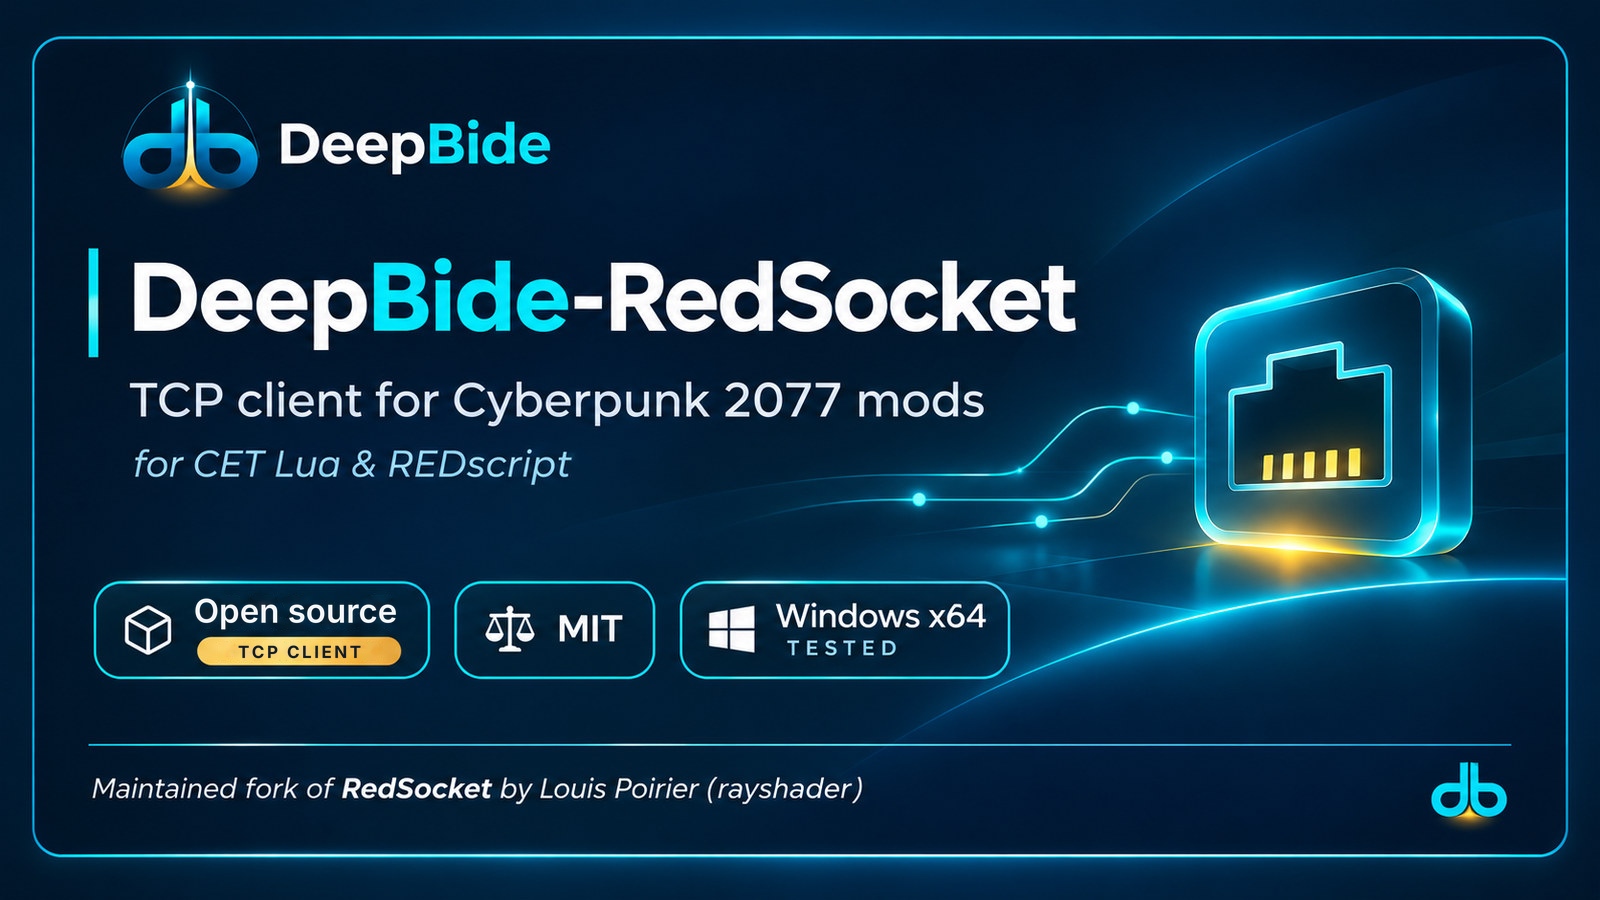 DeepBide
DeepBide-RedSocket
TCP client for Cyberpunk 2077 mods
for CET Lua & REDscript
Open source
TCP CLIENT
MIT
Windows x64
TESTED
Maintained fork of RedSocket by Louis Poirier (rayshader)
db